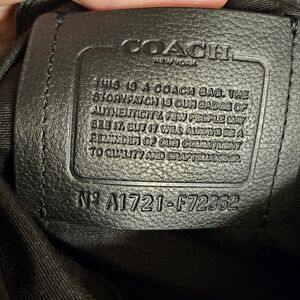 COACH
NEW YORK
THIS IS A COACH BAG. THE
STORYPATCH IS OUR BADGE OF
AUTHENTICITY. FEW PEOPLE MAY
SEE IT, BUT IT WILL ALWAYS BE A
REMINDER OF OUR COMMITMENT
TO QUALITY AND CRAFTSMANSHIP.
Nº A1721-F72362